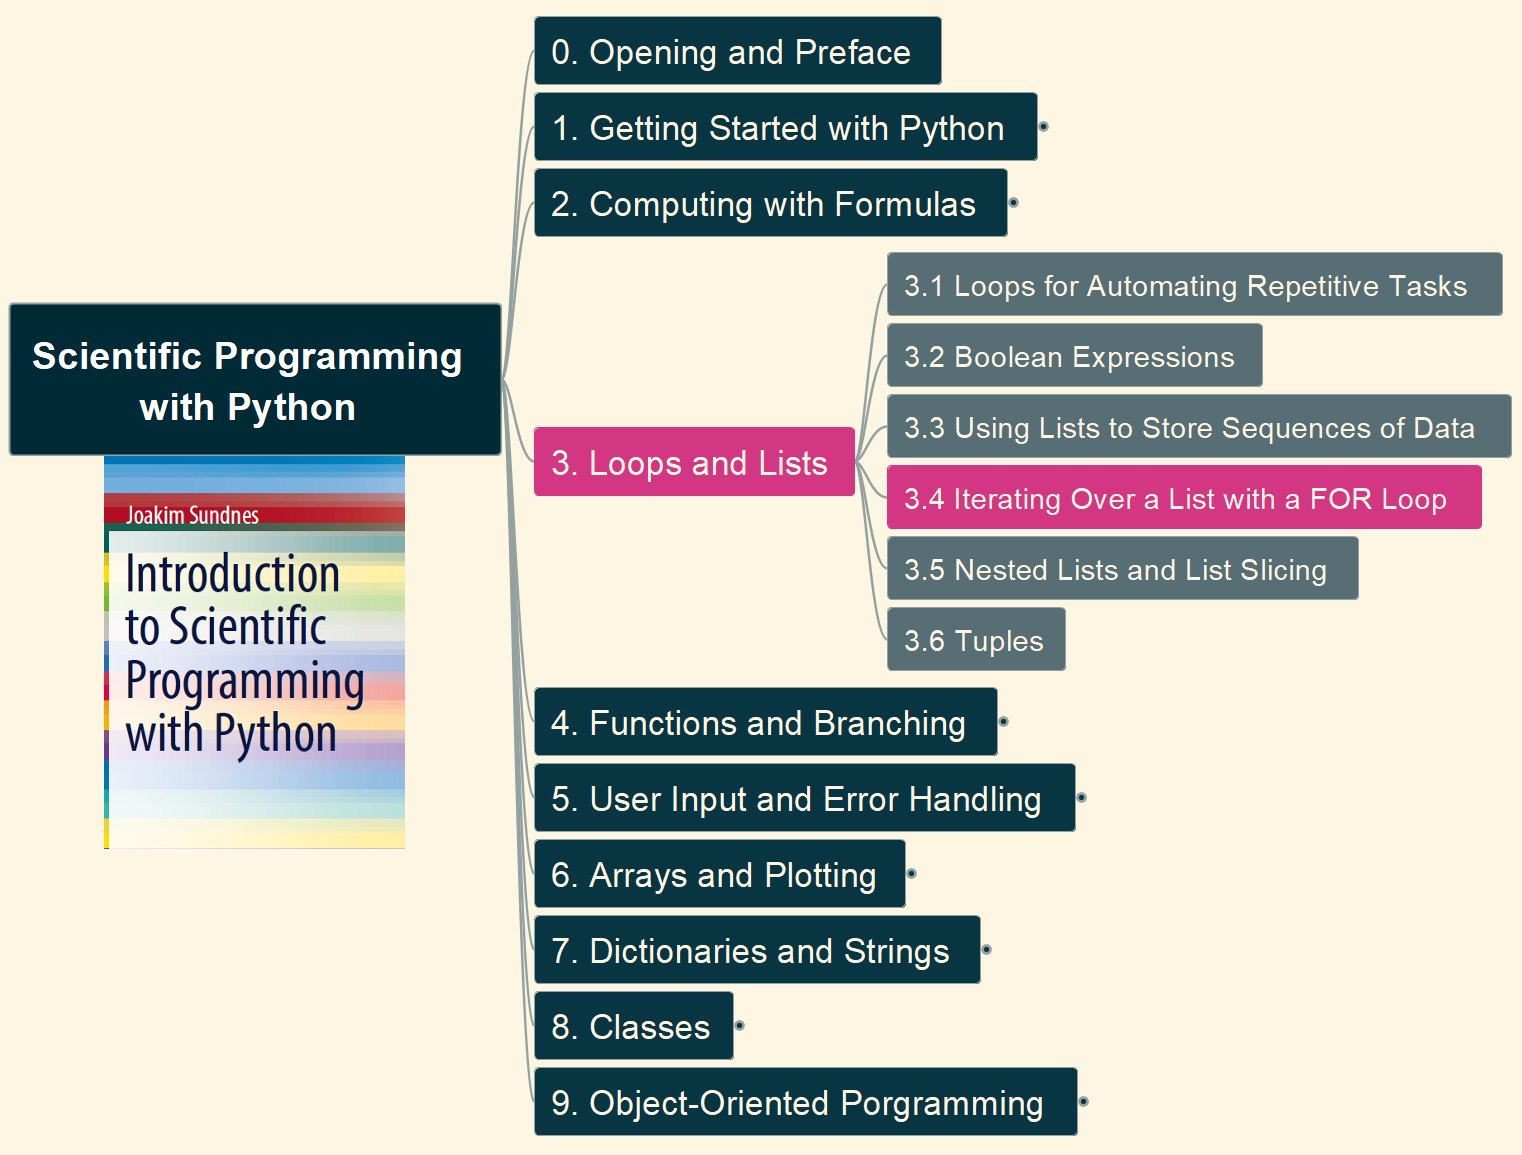 Scientific Programming
with Python
Joakim Sundnes
Introduction
to Scientific
Programming
with Python
0. Opening and Preface
1. Getting Started with Python
2. Computing with Formulas
3. Loops and Lists
3.1 Loops for Automating Repetitive Tasks
3.2 Boolean Expressions
3.3 Using Lists to Store Sequences of Data
3.4 Iterating Over a List with a FOR Loop
3.5 Nested Lists and List Slicing
3.6 Tuples
4. Functions and Branching
5. User Input and Error Handling
6. Arrays and Plotting
7. Dictionaries and Strings
8. Classes
9. Object-Oriented Porgramming